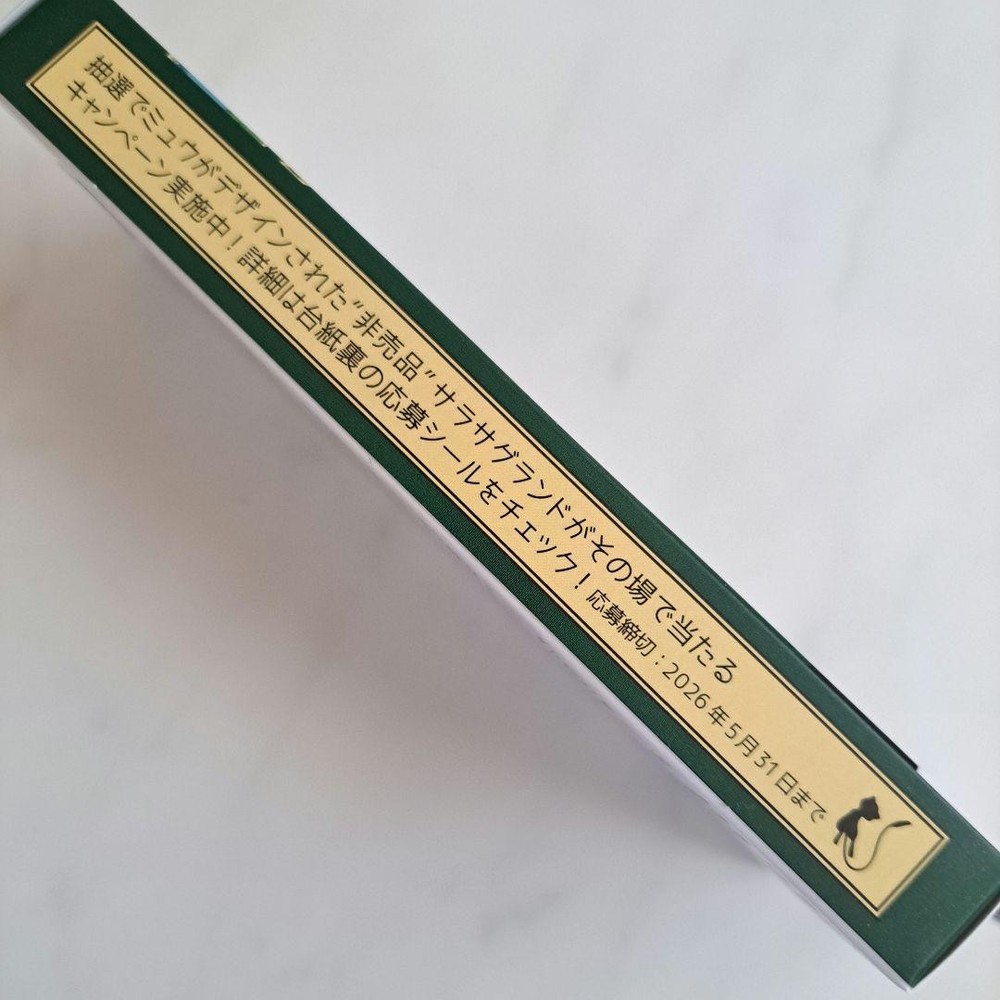 抽選でミュウがデザインされた"非売品"サラサグランドがその場で当たる
キャンペーン実施中！詳細は台紙裏の応募シールをチェック！応募締切：2026年5月31日まで